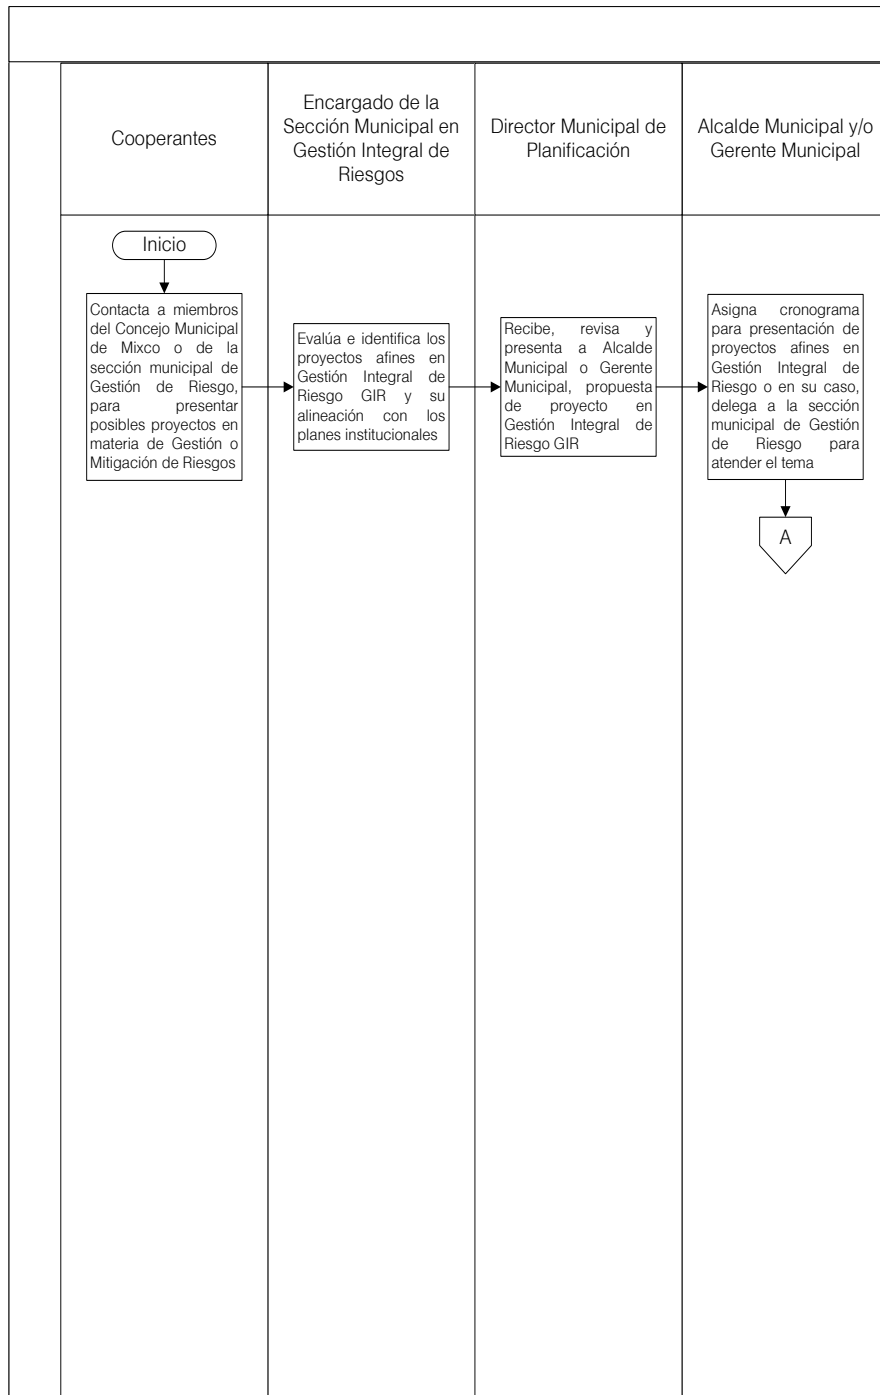 Cooperantes
Encargado de la
Sección Municipal en
Gestión Integral de
Riesgos
Director Municipal de
Planificación
Alcalde Municipal y/o
Gerente Municipal
Inicio
Contacta a miembros
del Concejo Municipal
de Mixco o de la
sección municipal de
Gestión de Riesgo,
para presentar
posibles proyectos en
materia de Gestión o
Mitigación de Riesgos
Evalúa e identifica los
proyectos afines en
Gestión Integral de
Riesgo GIR y su
alineación con los
planes institucionales
Recibe, revisa y
presenta a Alcalde
Municipal o Gerente
Municipal, propuesta
de proyecto en
Gestión Integral de
Riesgo GIR
Asigna cronograma
para presentación de
proyectos afines en
Gestión Integral de
Riesgo o en su caso,
delega a la sección
municipal de Gestión
de Riesgo para
atender el tema
A